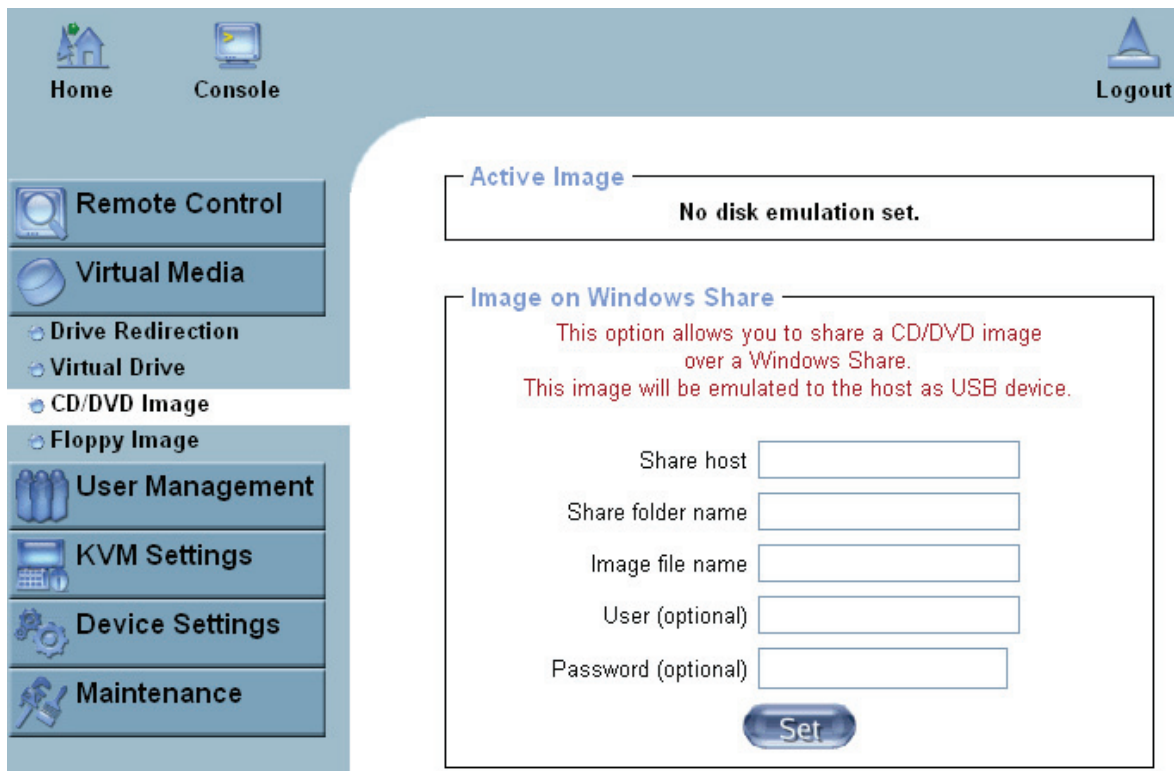 Home
Console
Logout
Remote Control
Virtual Media
Drive Redirection
Virtual Drive
CD/DVD Image
Floppy Image
User Management
KVM Settings
Device Settings
Maintenance
Active Image
No disk emulation set.
Image on Windows Share
This option allows you to share a CD/DVD image
over a Windows Share.
This image will be emulated to the host as USB device.
Share host
Share folder name
Image file name
User (optional)
Password (optional)
Set